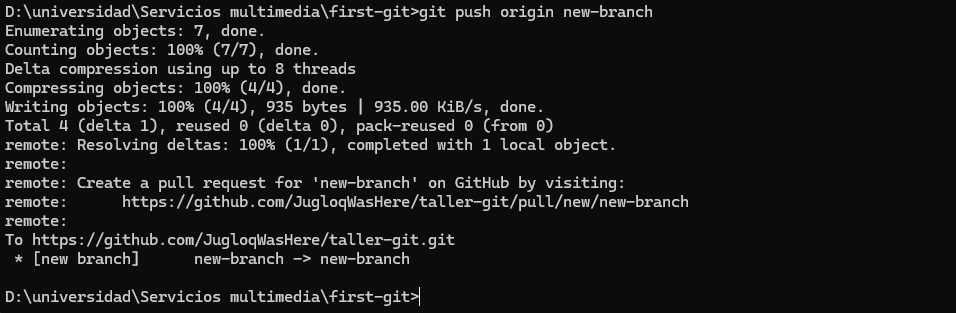 D:\universidad\Servicios multimedia\first-git>git push origin new-branch
Enumerating objects: 7, done.
Counting objects: 100% (7/7), done.
Delta compression using up to 8 threads
Compressing objects: 100% (4/4), done.
Writing objects: 100% (4/4), 935 bytes | 935.00 KiB/s, done.
Total 4 (delta 1), reused 0 (delta 0), pack-reused 0 (from 0)
remote: Resolving deltas: 100% (1/1), completed with 1 local object.
remote:
remote: Create a pull request for 'new-branch' on GitHub by visiting:
remote:      https://github.com/JugloqWasHere/taller-git/pull/new/new-branch
remote:
To https://github.com/JugloqWasHere/taller-git.git
 * [new branch]      new-branch -> new-branch
D:\universidad\Servicios multimedia\first-git>